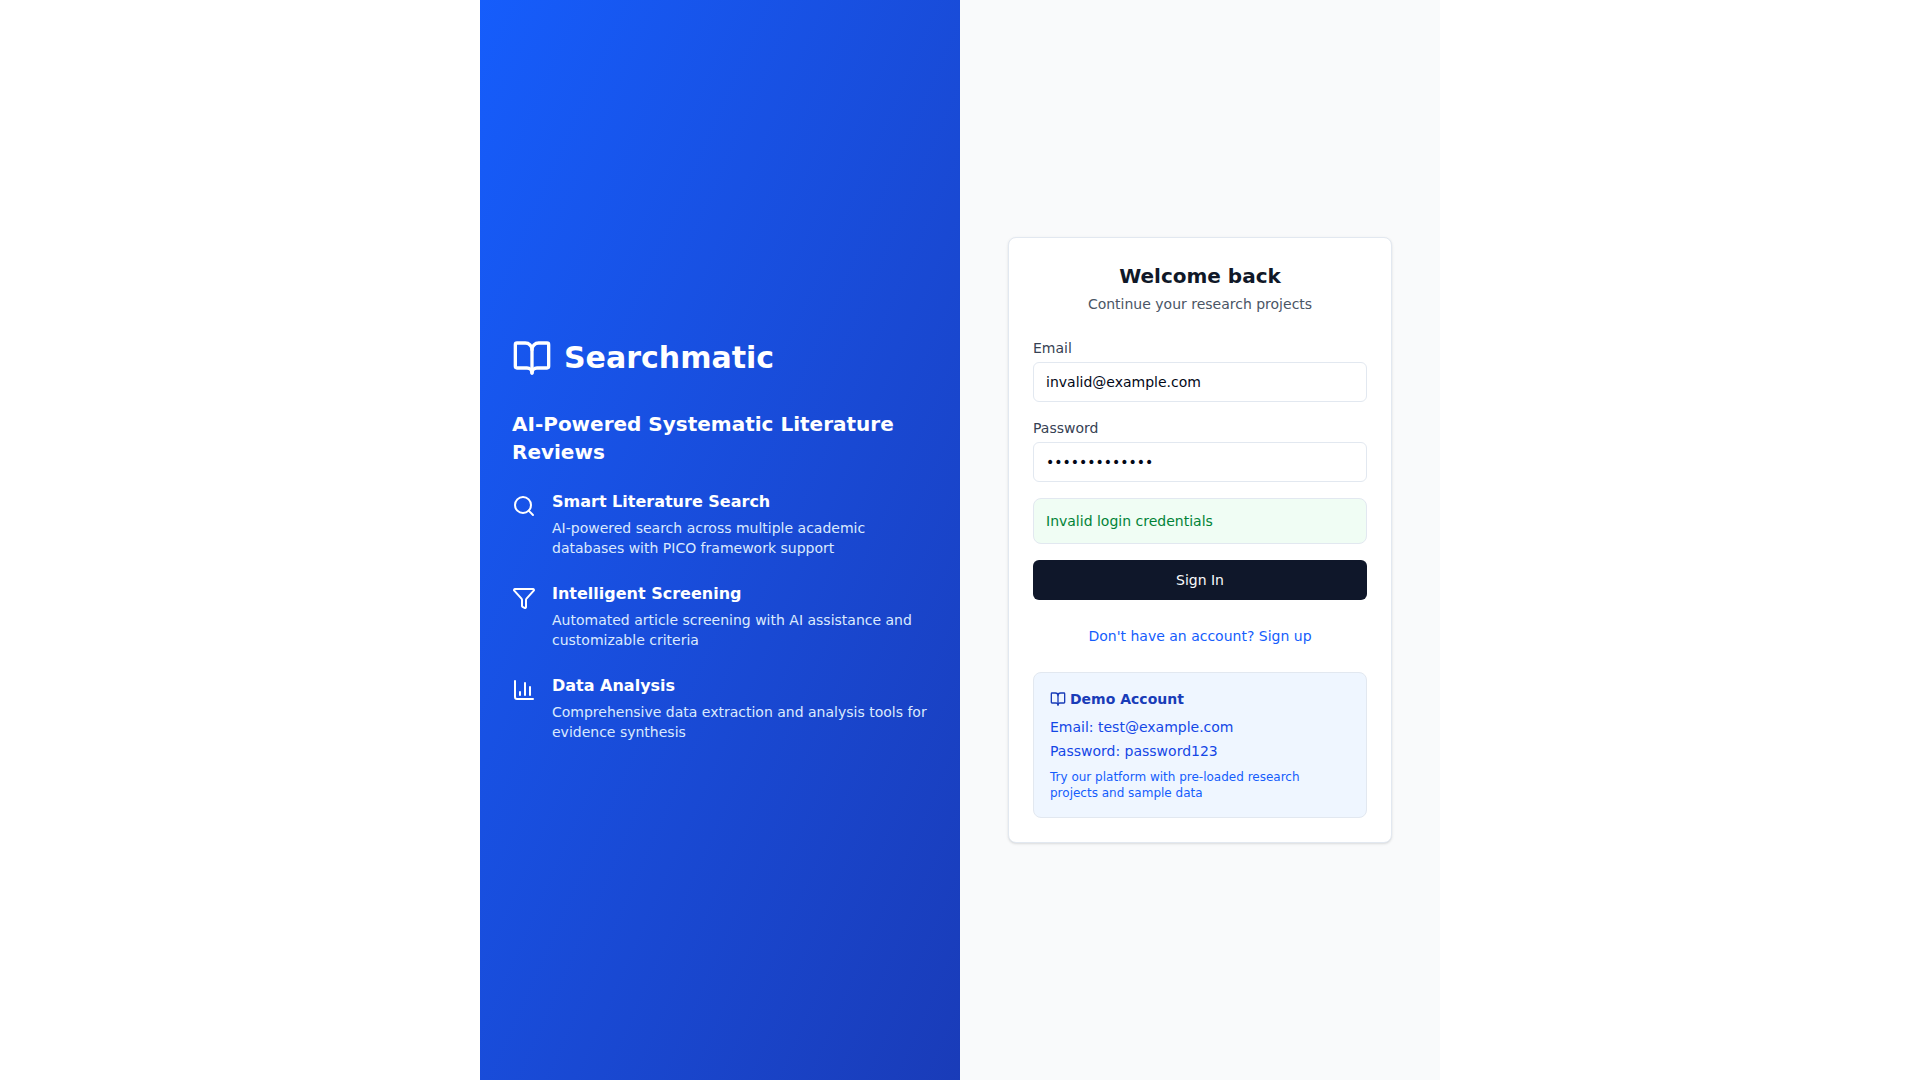 Searchmatic
AI-Powered Systematic Literature
Reviews
Smart Literature Search
AI-powered search across multiple academic
databases with PICO framework support
Intelligent Screening
Automated article screening with AI assistance and
customizable criteria
Data Analysis
Comprehensive data extraction and analysis tools for
evidence synthesis
Welcome back
Continue your research projects
Email
invalid@example.com
Password
•••••••••••••
Invalid login credentials
Sign In
Don't have an account? Sign up
Demo Account
Email: test@example.com
Password: password123
Try our platform with pre-loaded research
projects and sample data